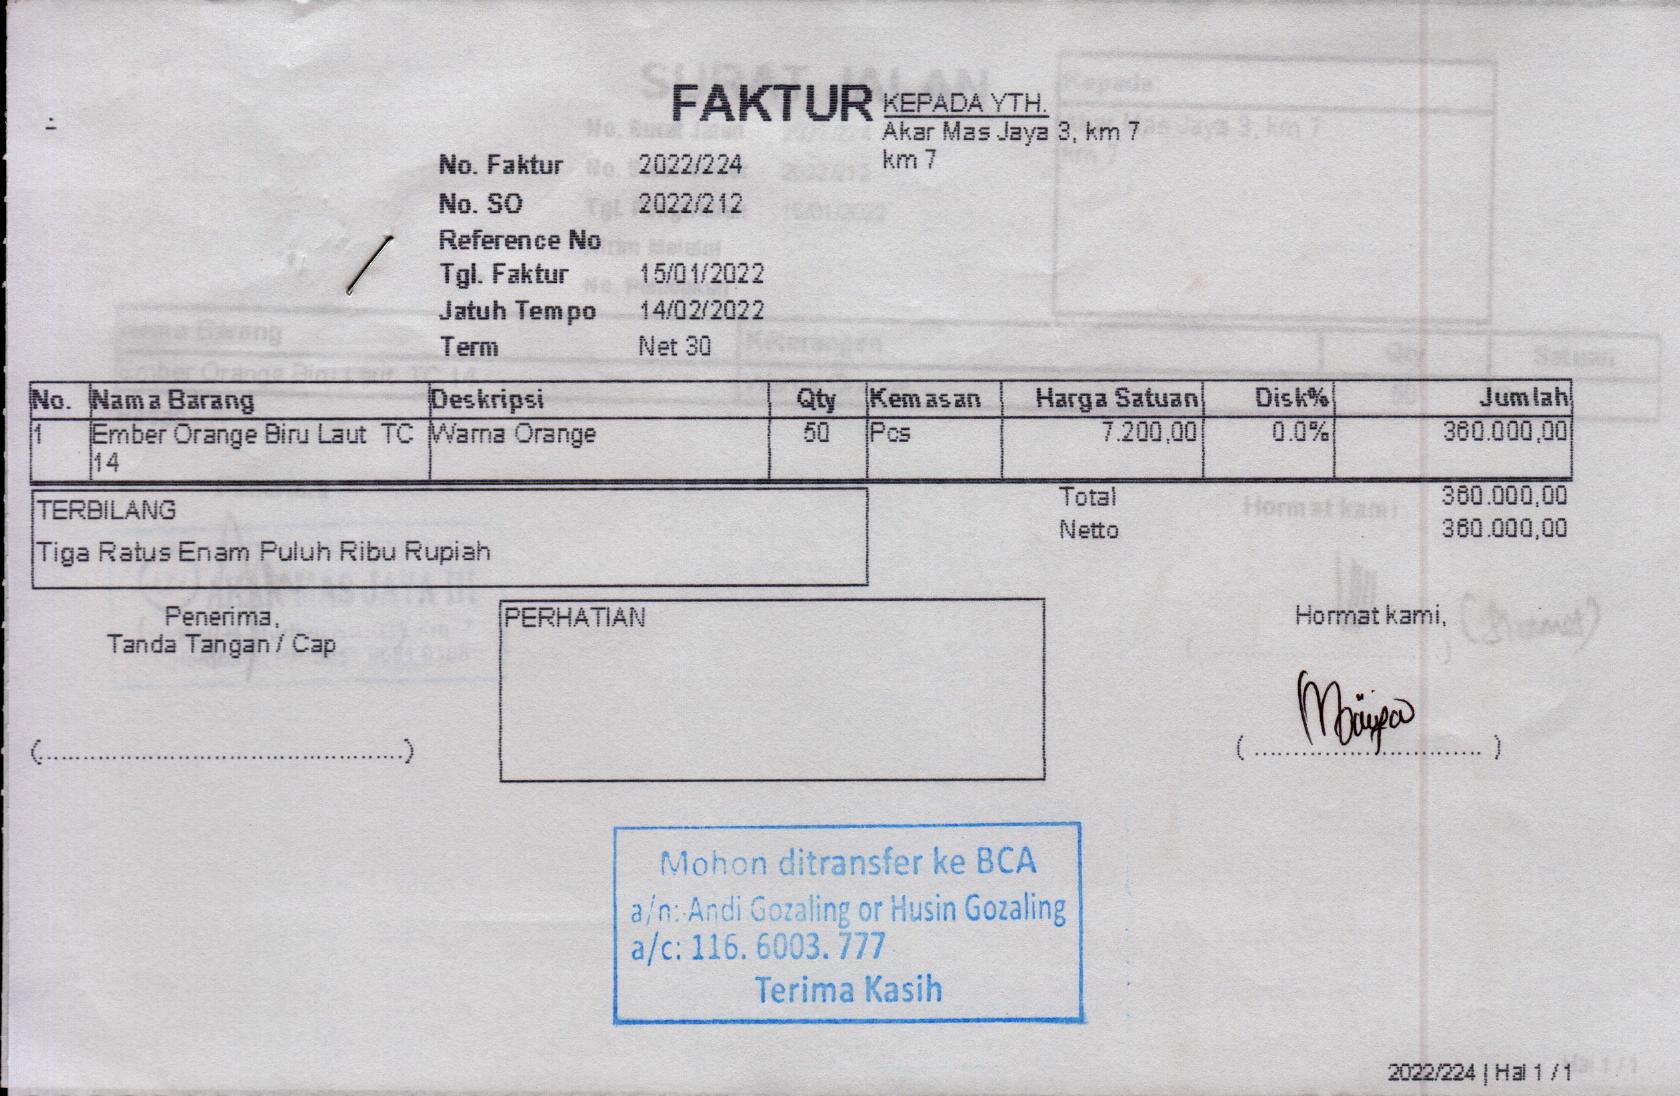 FAKTUR
KEPADA YTH.
Akar Mas Jaya 3, km 7
km 7
No. Faktur 2022/224
No. SO 2022/212
Reference No
Tgl. Faktur 15/01/2022
Jatuh Tempo 14/02/2022
Term Net 30
No. Nama Barang Deskripsi Qty Kemasan Harga Satuan Disk% Jumlah
1 Ember Orange Biru Laut TC Warna Orange 50 Pcs 7.200,00 0.0% 360.000,00
14
TERBILANG
Tiga Ratus Enam Puluh Ribu Rupiah
Total 360.000,00
Netto 360.000,00
Penerima,
Tanda Tangan / Cap
(................................................)
PERHATIAN
Hormat kami,
( ............................... )
Mohon ditransfer ke BCA
a/n: Andi Gozaling or Husin Gozaling
a/c: 116. 6003. 777
Terima Kasih
2022/224 | Hal 1 / 1